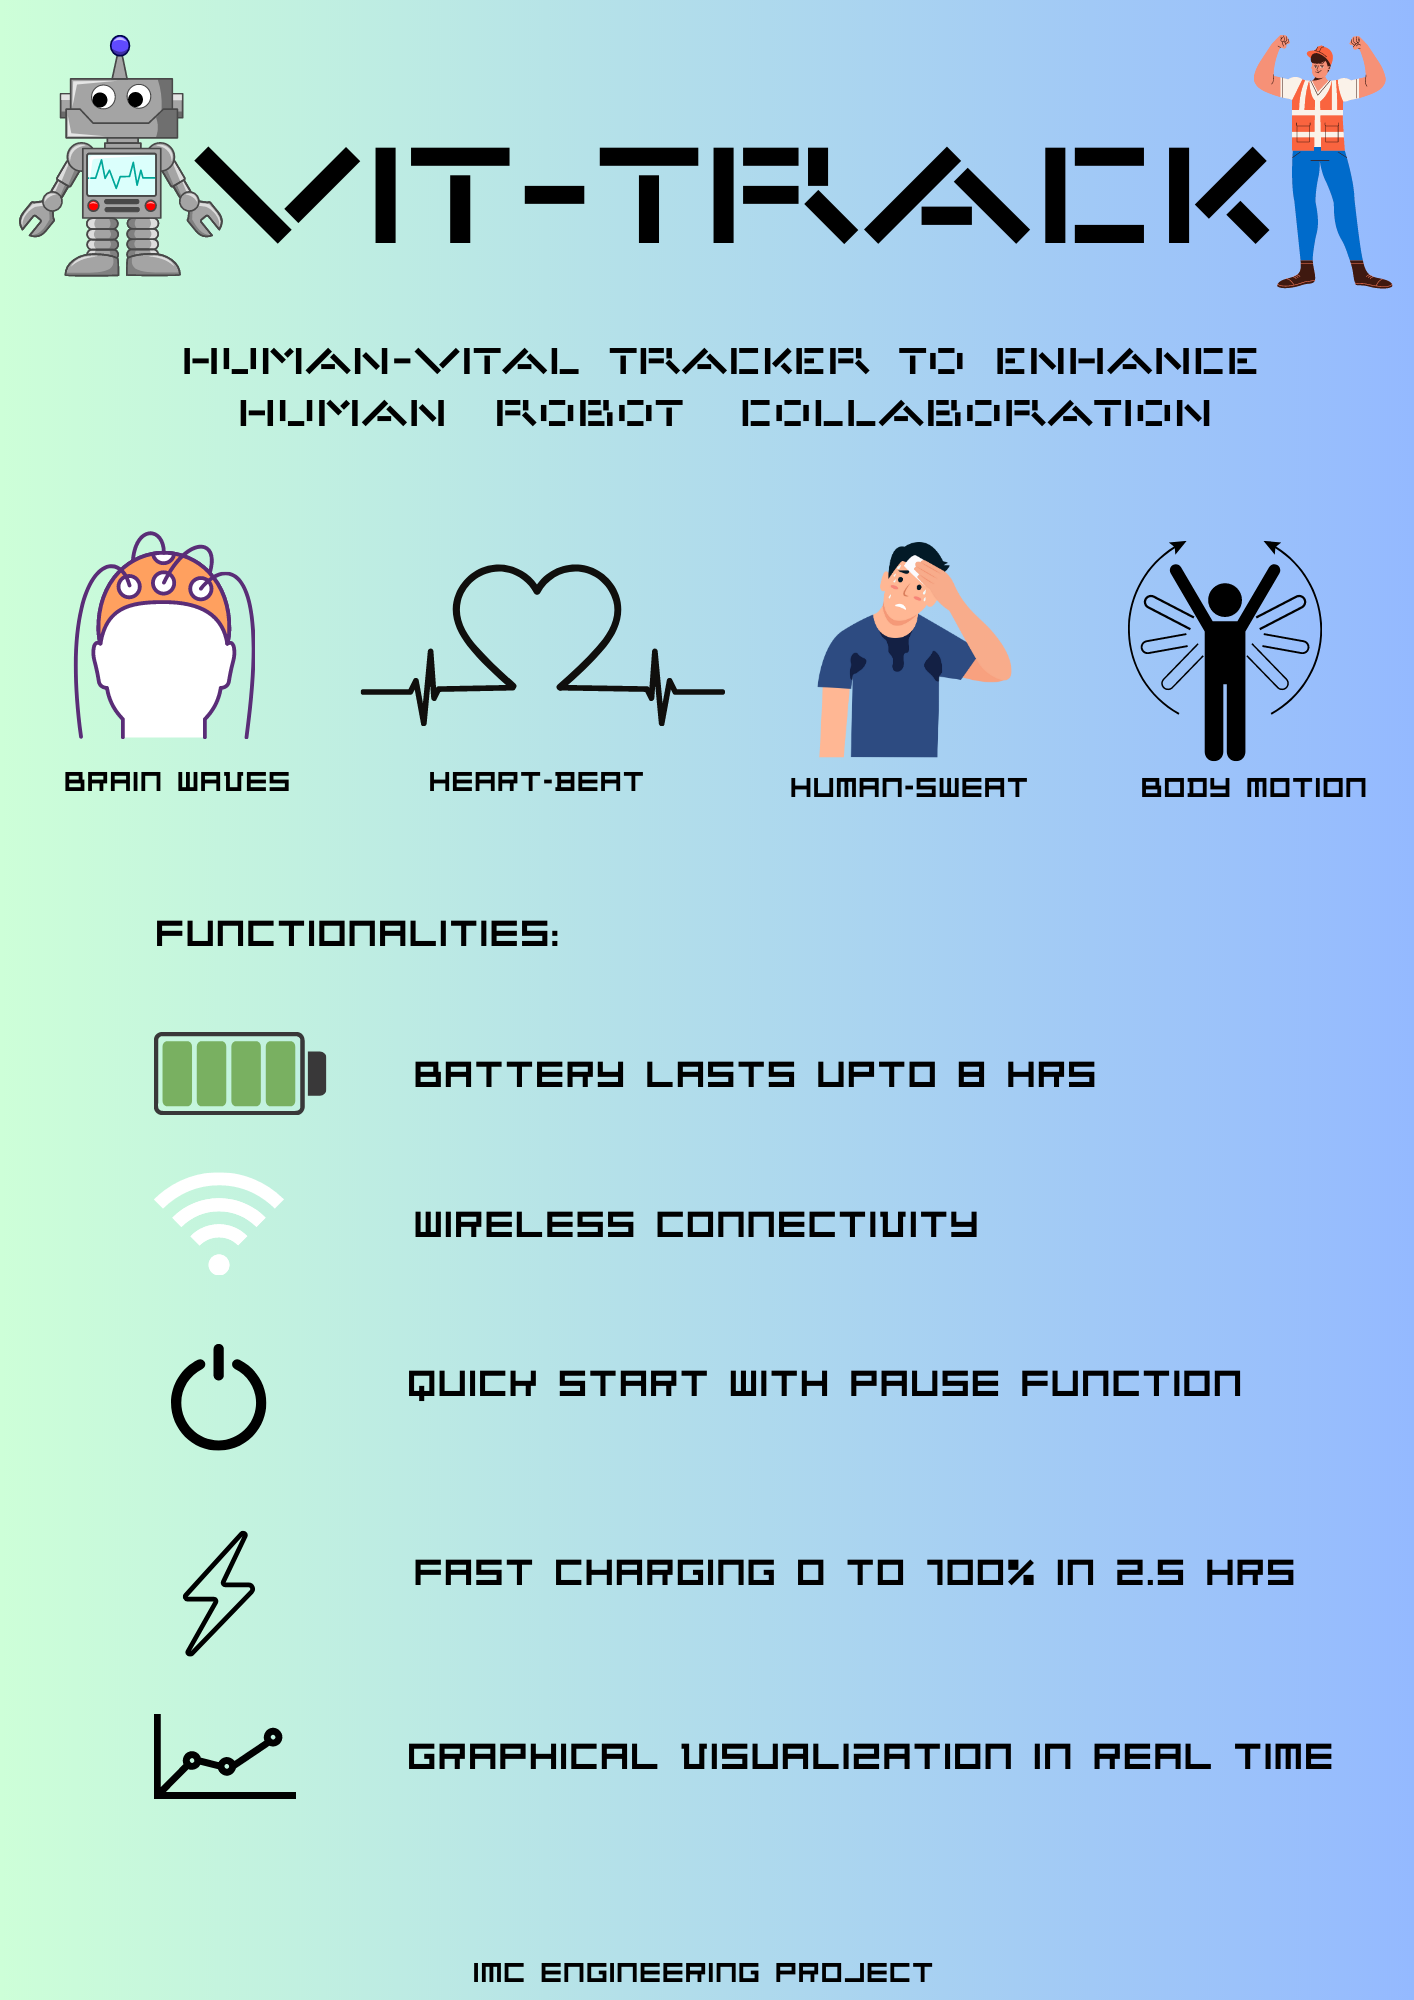 VIT-TRACK
HUMAN-VITAL TRACKER TO ENHANCE
HUMAN ROBOT COLLABORATION
BRAIN WAVES
HEART-BEAT
HUMAN-SWEAT
BODY MOTION
FUNCTIONALITIES:
BATTERY LASTS UPTO 8 HRS
WIRELESS CONNECTIVITY
QUICK START WITH PAUSE FUNCTION
FAST CHARGING 0 TO 100% IN 2.5 HRS
GRAPHICAL VISUALIZATION IN REAL TIME
IMC ENGINEERING PROJECT